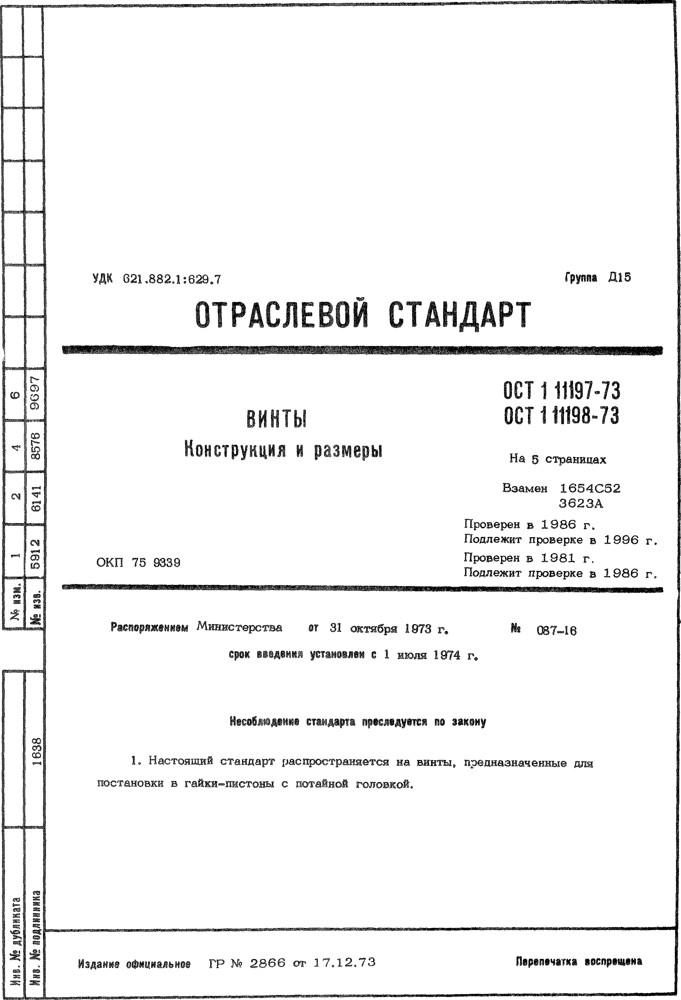 УДК 621.882.1:629.7
Группа Д15
ОТРАСЛЕВОЙ СТАНДАРТ
ВИНТЫ
Конструкция и размеры
ОСТ 1 11197-73
ОСТ 1 11198-73
На 5 страницах
Взамен 1654С52
3623А
Проверен в 1986 г.
Подлежит проверке в 1996 г.
Проверен в 1981 г.
Подлежит проверке в 1986 г.
ОКП 75 9339
Распоряжением Министерства от 31 октября 1973 г. № 087-16
срок введения установлен с 1 июля 1974 г.
Несоблюдение стандарта преследуется по закону
1. Настоящий стандарт распространяется на винты, предназначенные для
постановки в гайки-пистоны с потайной головкой.
Издание официальное ГР № 2866 от 17.12.73
Перепечатка воспрещена
№ изм. 1 2 4 6
№ изв. 5912 6141 8576 9697
Инв. № дубликата
Инв. № подлинника 1638